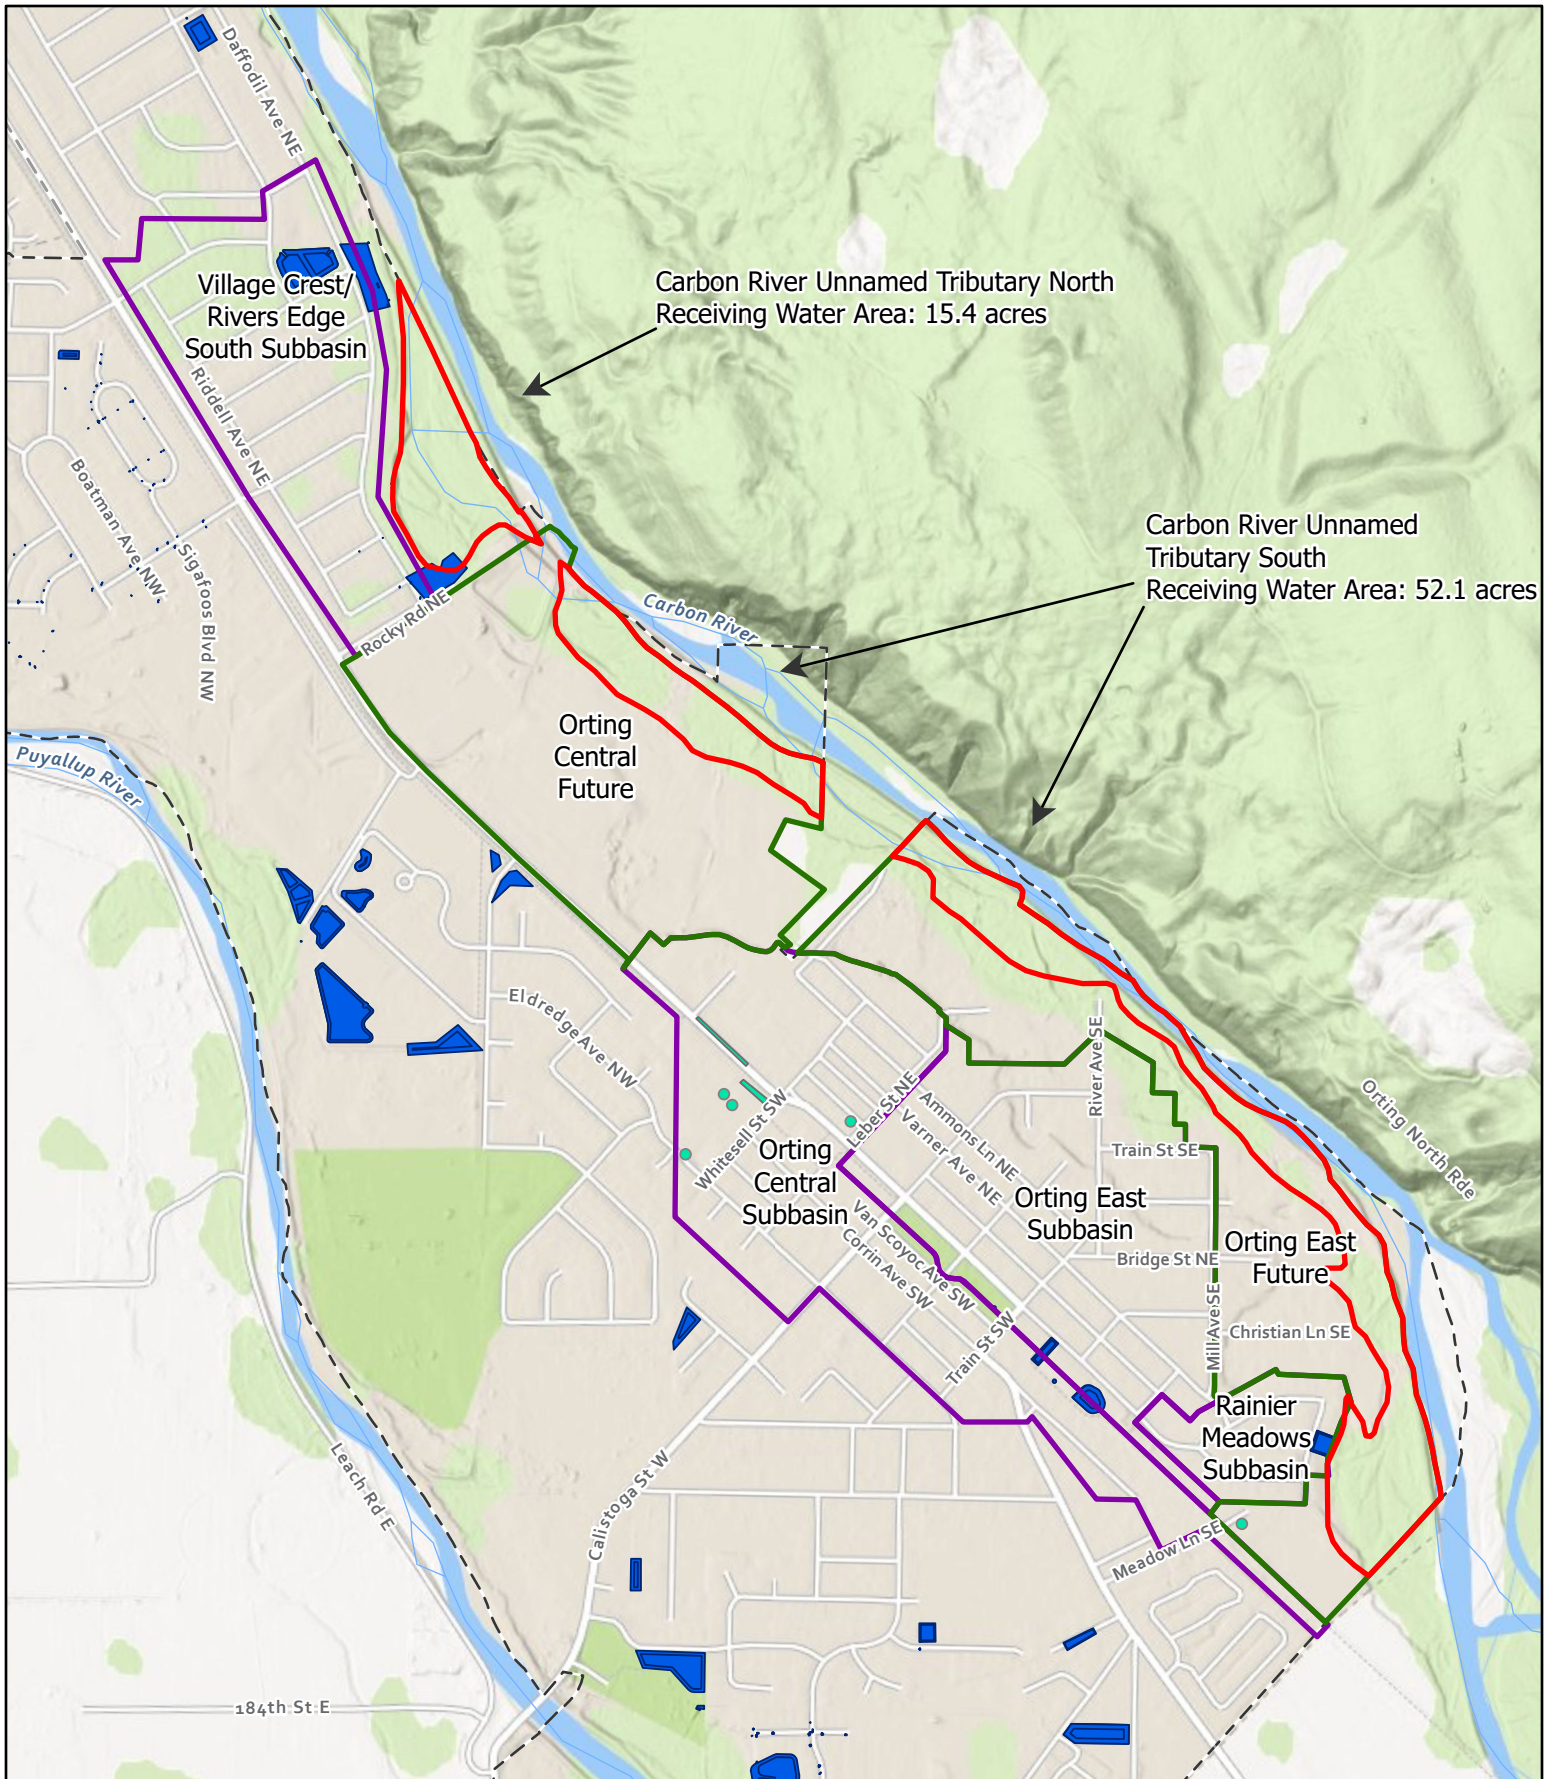 Daffodil Ave NE
Village Crest/
Rivers Edge
South Subbasin
Carbon River Unnamed Tributary North
Receiving Water Area: 15.4 acres
Riddell Ave NE
Boatman Ave NW
Sigafoos Blvd NW
Carbon River Unnamed
Tributary South
Receiving Water Area: 52.1 acres
Rocky Rd NE
Carbon River
Orting
Central
Future
Puyallup River
Eldredge Ave NW
River Ave SE
Orting North Rde
Whitesell St SW
Leber St NE
Ammons Ln NE
Varner Ave NE
Train St SE
Orting
Central
Subbasin
Orting East
Subbasin
Van Scoyoc Ave SW
Corrin Ave SW
Bridge St NE
Orting East
Future
Mill Ave SE
Christian Ln SE
Train St SW
Rainier
Meadows
Subbasin
Leach Rd E
Calistoga St W
Meadow Ln SE
184th St E